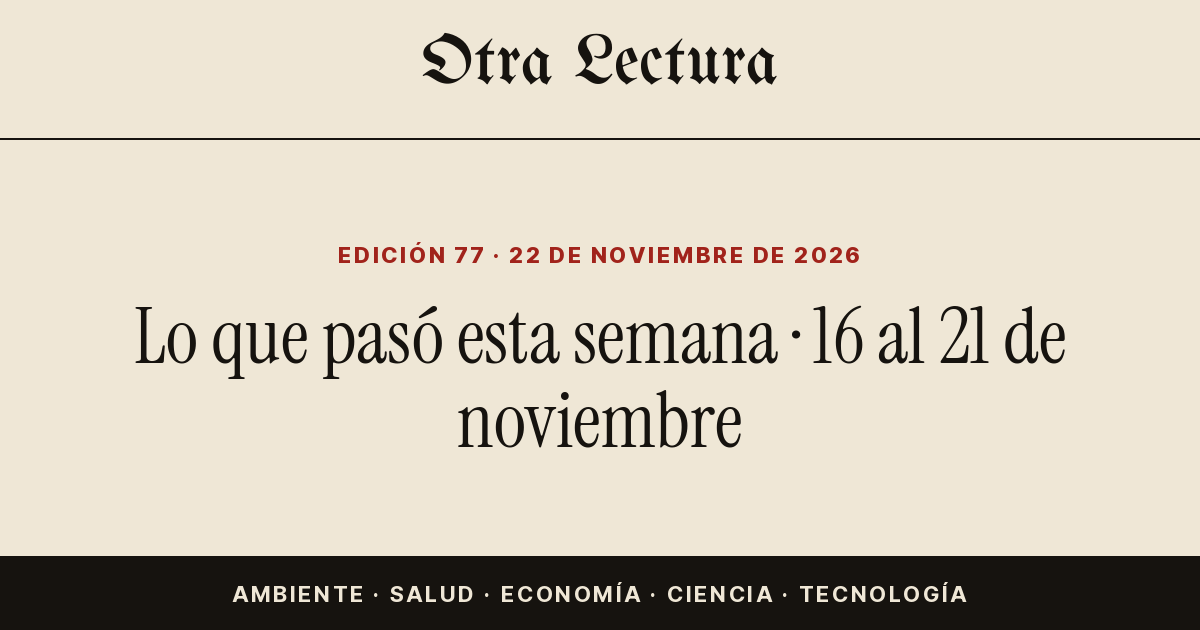 Otra Lectura
EDICIÓN 77 · 22 DE NOVIEMBRE DE 2026
Lo que pasó esta semana · 16 al 21 de
noviembre
AMBIENTE · SALUD · ECONOMÍA · CIENCIA · TECNOLOGÍA